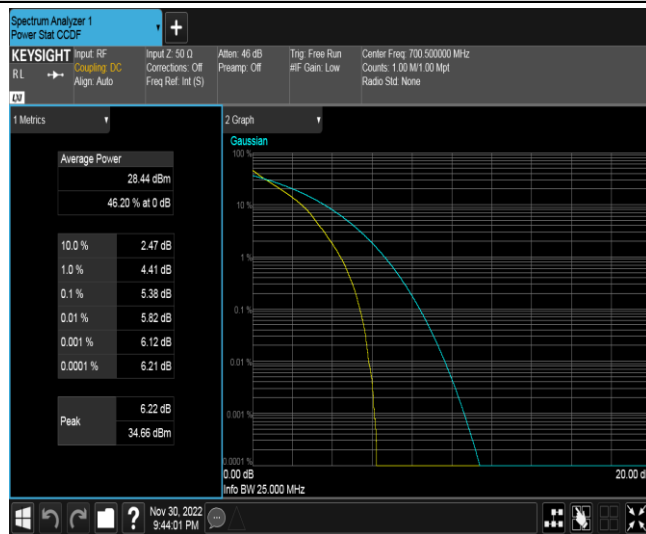 Spectrum Analyzer 1
Power Stat CCDF
KEYSIGHT
RL
Input: RF
Coupling: DC
Align: Auto
Input Z: 50 Ω
Corrections: Off
Freq Ref: Int (S)
Atten: 46 dB
Preamp: Off
Trig: Free Run
#IF Gain: Low
Center Freq: 700.500000 MHz
Counts: 1.00 M/1.00 Mpt
Radio Std: None
LXI
1 Metrics
Average Power
28.44 dBm
46.20 % at 0 dB
10.0 % 2.47 dB
1.0 % 4.41 dB
0.1 % 5.38 dB
0.01 % 5.82 dB
0.001 % 6.12 dB
0.0001 % 6.21 dB
Peak
6.22 dB
34.66 dBm
2 Graph
Gaussian
100 %
10 %
1 %
0.1 %
0.01 %
0.001 %
0.0001 %
0.00 dB
20.00 d
Info BW 25.000 MHz
?
Nov 30, 2022
9:44:01 PM